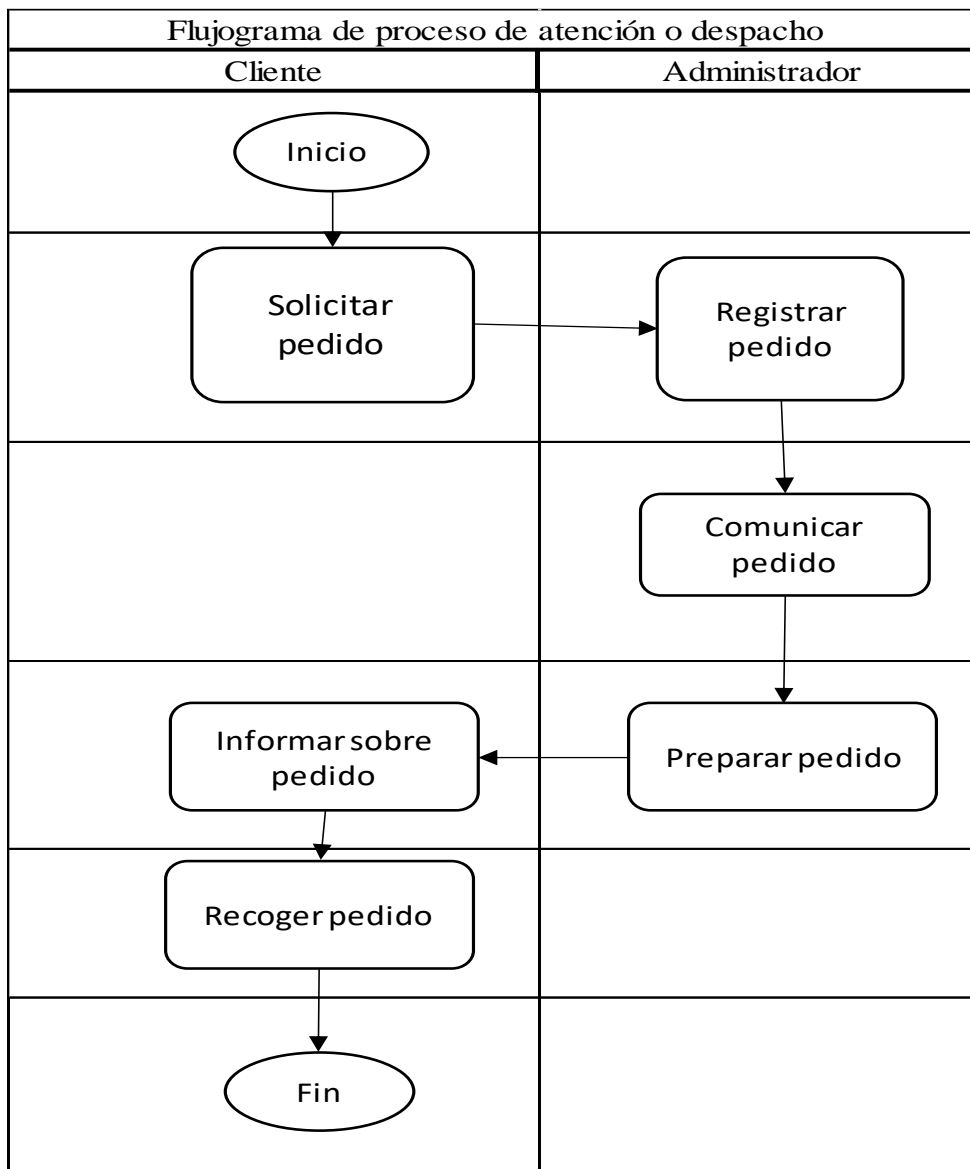 Flujograma de proceso de atención o despacho
Cliente
Administrador
Inicio
Solicitar
pedido
Registrar
pedido
Comunicar
pedido
Preparar pedido
Informar sobre
pedido
Recoger pedido
Fin